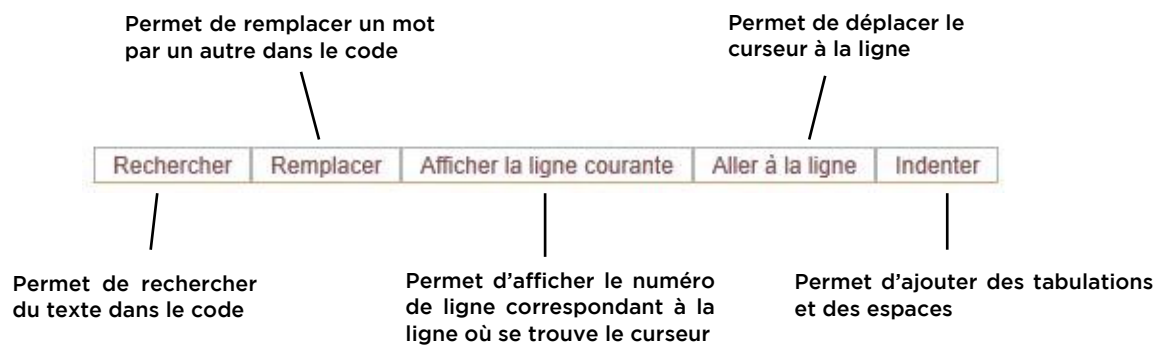 Permet de remplacer un mot
par un autre dans le code
Permet de déplacer le
curseur à la ligne
Rechercher Remplacer Afficher la ligne courante Aller à la ligne Indenter
Permet de rechercher
du texte dans le code
Permet d’afficher le numéro
de ligne correspondant à la
ligne où se trouve le curseur
Permet d’ajouter des tabulations
et des espaces